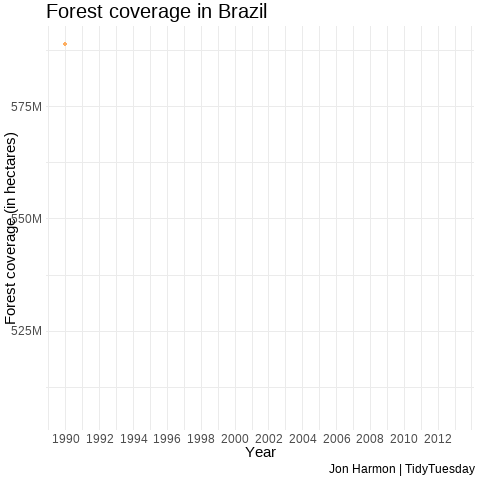 Forest coverage in Brazil
Forest coverage (in hectares)
575M
550M
525M
1990 1992 1994 1996 1998 2000 2002 2004 2006 2008 2010 2012
Year
Jon Harmon | TidyTuesday